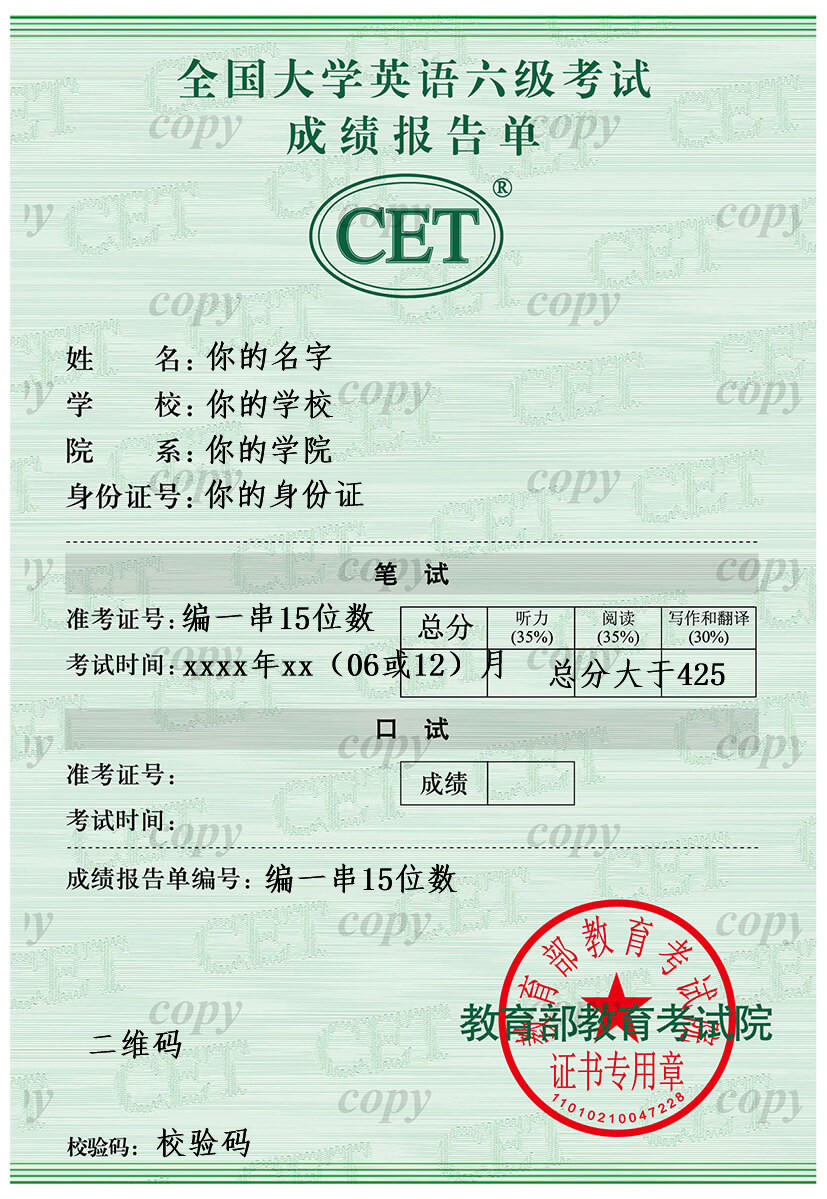 全国大学英语六级考试
成绩报告单
CET®
姓 名：你的名字
学 校：你的学校
院 系：你的学院
身份证号：你的身份证
笔 试
准考证号：编一串15位数
考试时间：xxxx年xx（06或12）月
总分 听力 (35%) 阅读 (35%) 写作和翻译 (30%)
总分大于425
口 试
准考证号：
考试时间：
成绩
成绩报告单编号：编一串15位数
教育部教育考试院
教育部教育考试院
证书专用章
11010210047228
二维码
校验码：校验码
copy